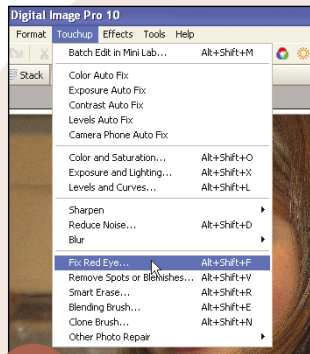 Digital Image Pro 10
Format Touchup Effects Tools Help
Batch Edit in Mini Lab... Alt+Shift+M
Stack
Color Auto Fix
Exposure Auto Fix
Contrast Auto Fix
Levels Auto Fix
Camera Phone Auto Fix
Color and Saturation... Alt+Shift+O
Exposure and Lighting... Alt+Shift+X
Levels and Curves... Alt+Shift+L
Sharpen
Reduce Noise... Alt+Shift+D
Blur
Fix Red Eye... Alt+Shift+F
Remove Spots or Blemishes... Alt+Shift+V
Smart Erase... Alt+Shift+R
Blending Brush... Alt+Shift+E
Clone Brush... Alt+Shift+N
Other Photo Repair